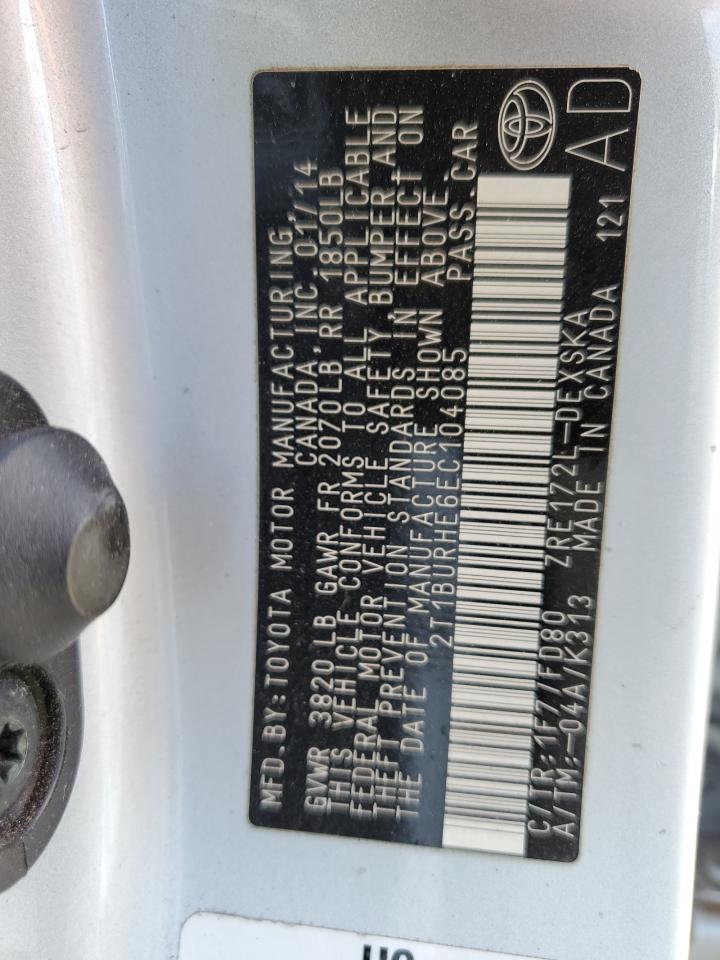 MFD.BY:TOYOTA MOTOR MANUFACTURING
CANADA, INC. 01/14
GVWR 3820LB GAWR FR 2070LB RR 1850LB
THIS VEHICLE CONFORMS TO ALL APPLICABLE
FEDERAL MOTOR VEHICLE SAFETY, BUMPER AND
THEFT PREVENTION STANDARDS IN EFFECT ON
THE DATE OF MANUFACTURE SHOWN ABOVE.
2T1BURHE6EC104085 PASS.CAR
C/TR:1F7/FD80 ZRE172L-DEXSKA
A/TM:-04A/K313 MADE IN CANADA 121
AD